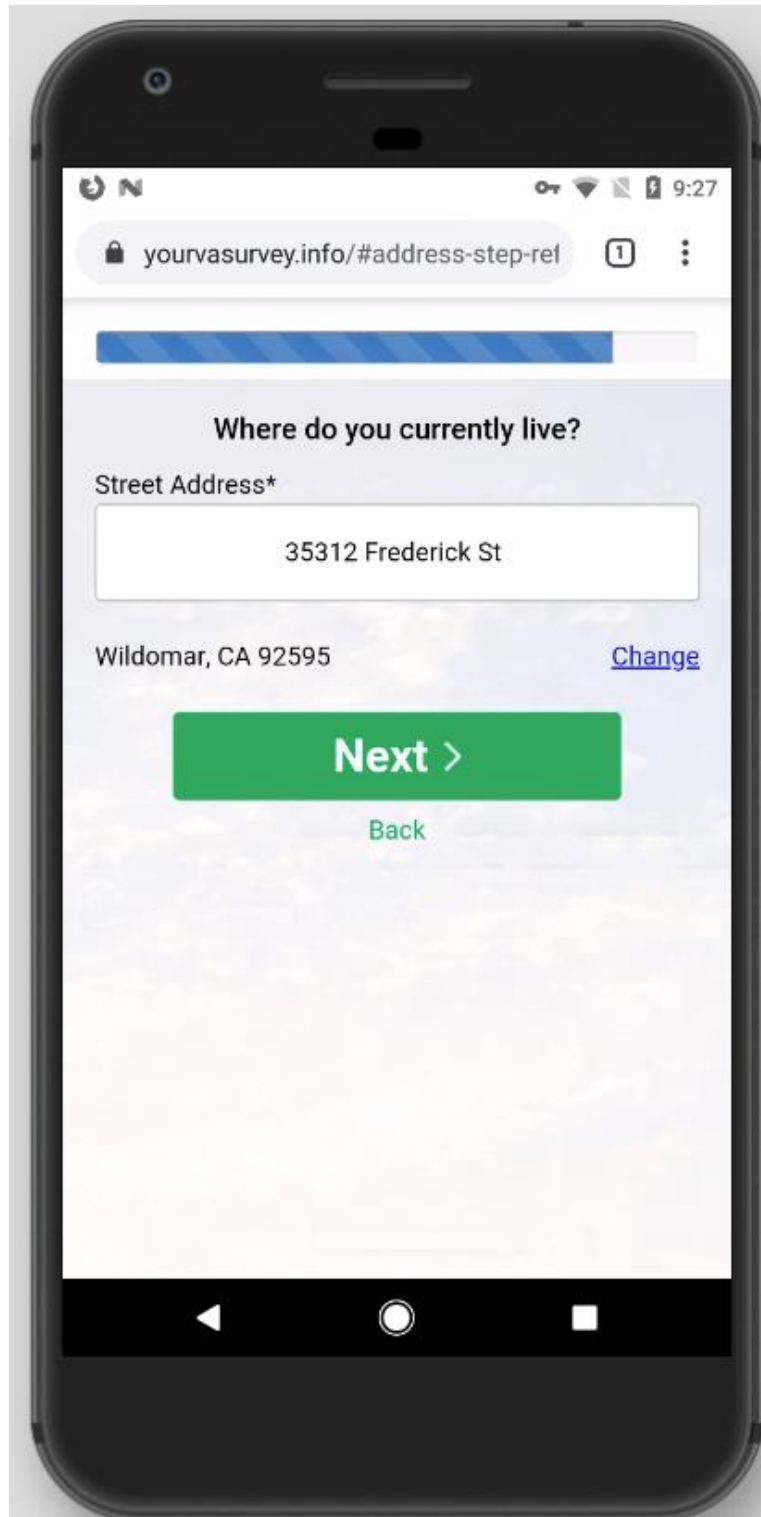 9:27
yourvasurvey.info/#address-step-ref
1
Where do you currently live?
Street Address*
35312 Frederick St
Wildomar, CA 92595
Change
Next >
Back